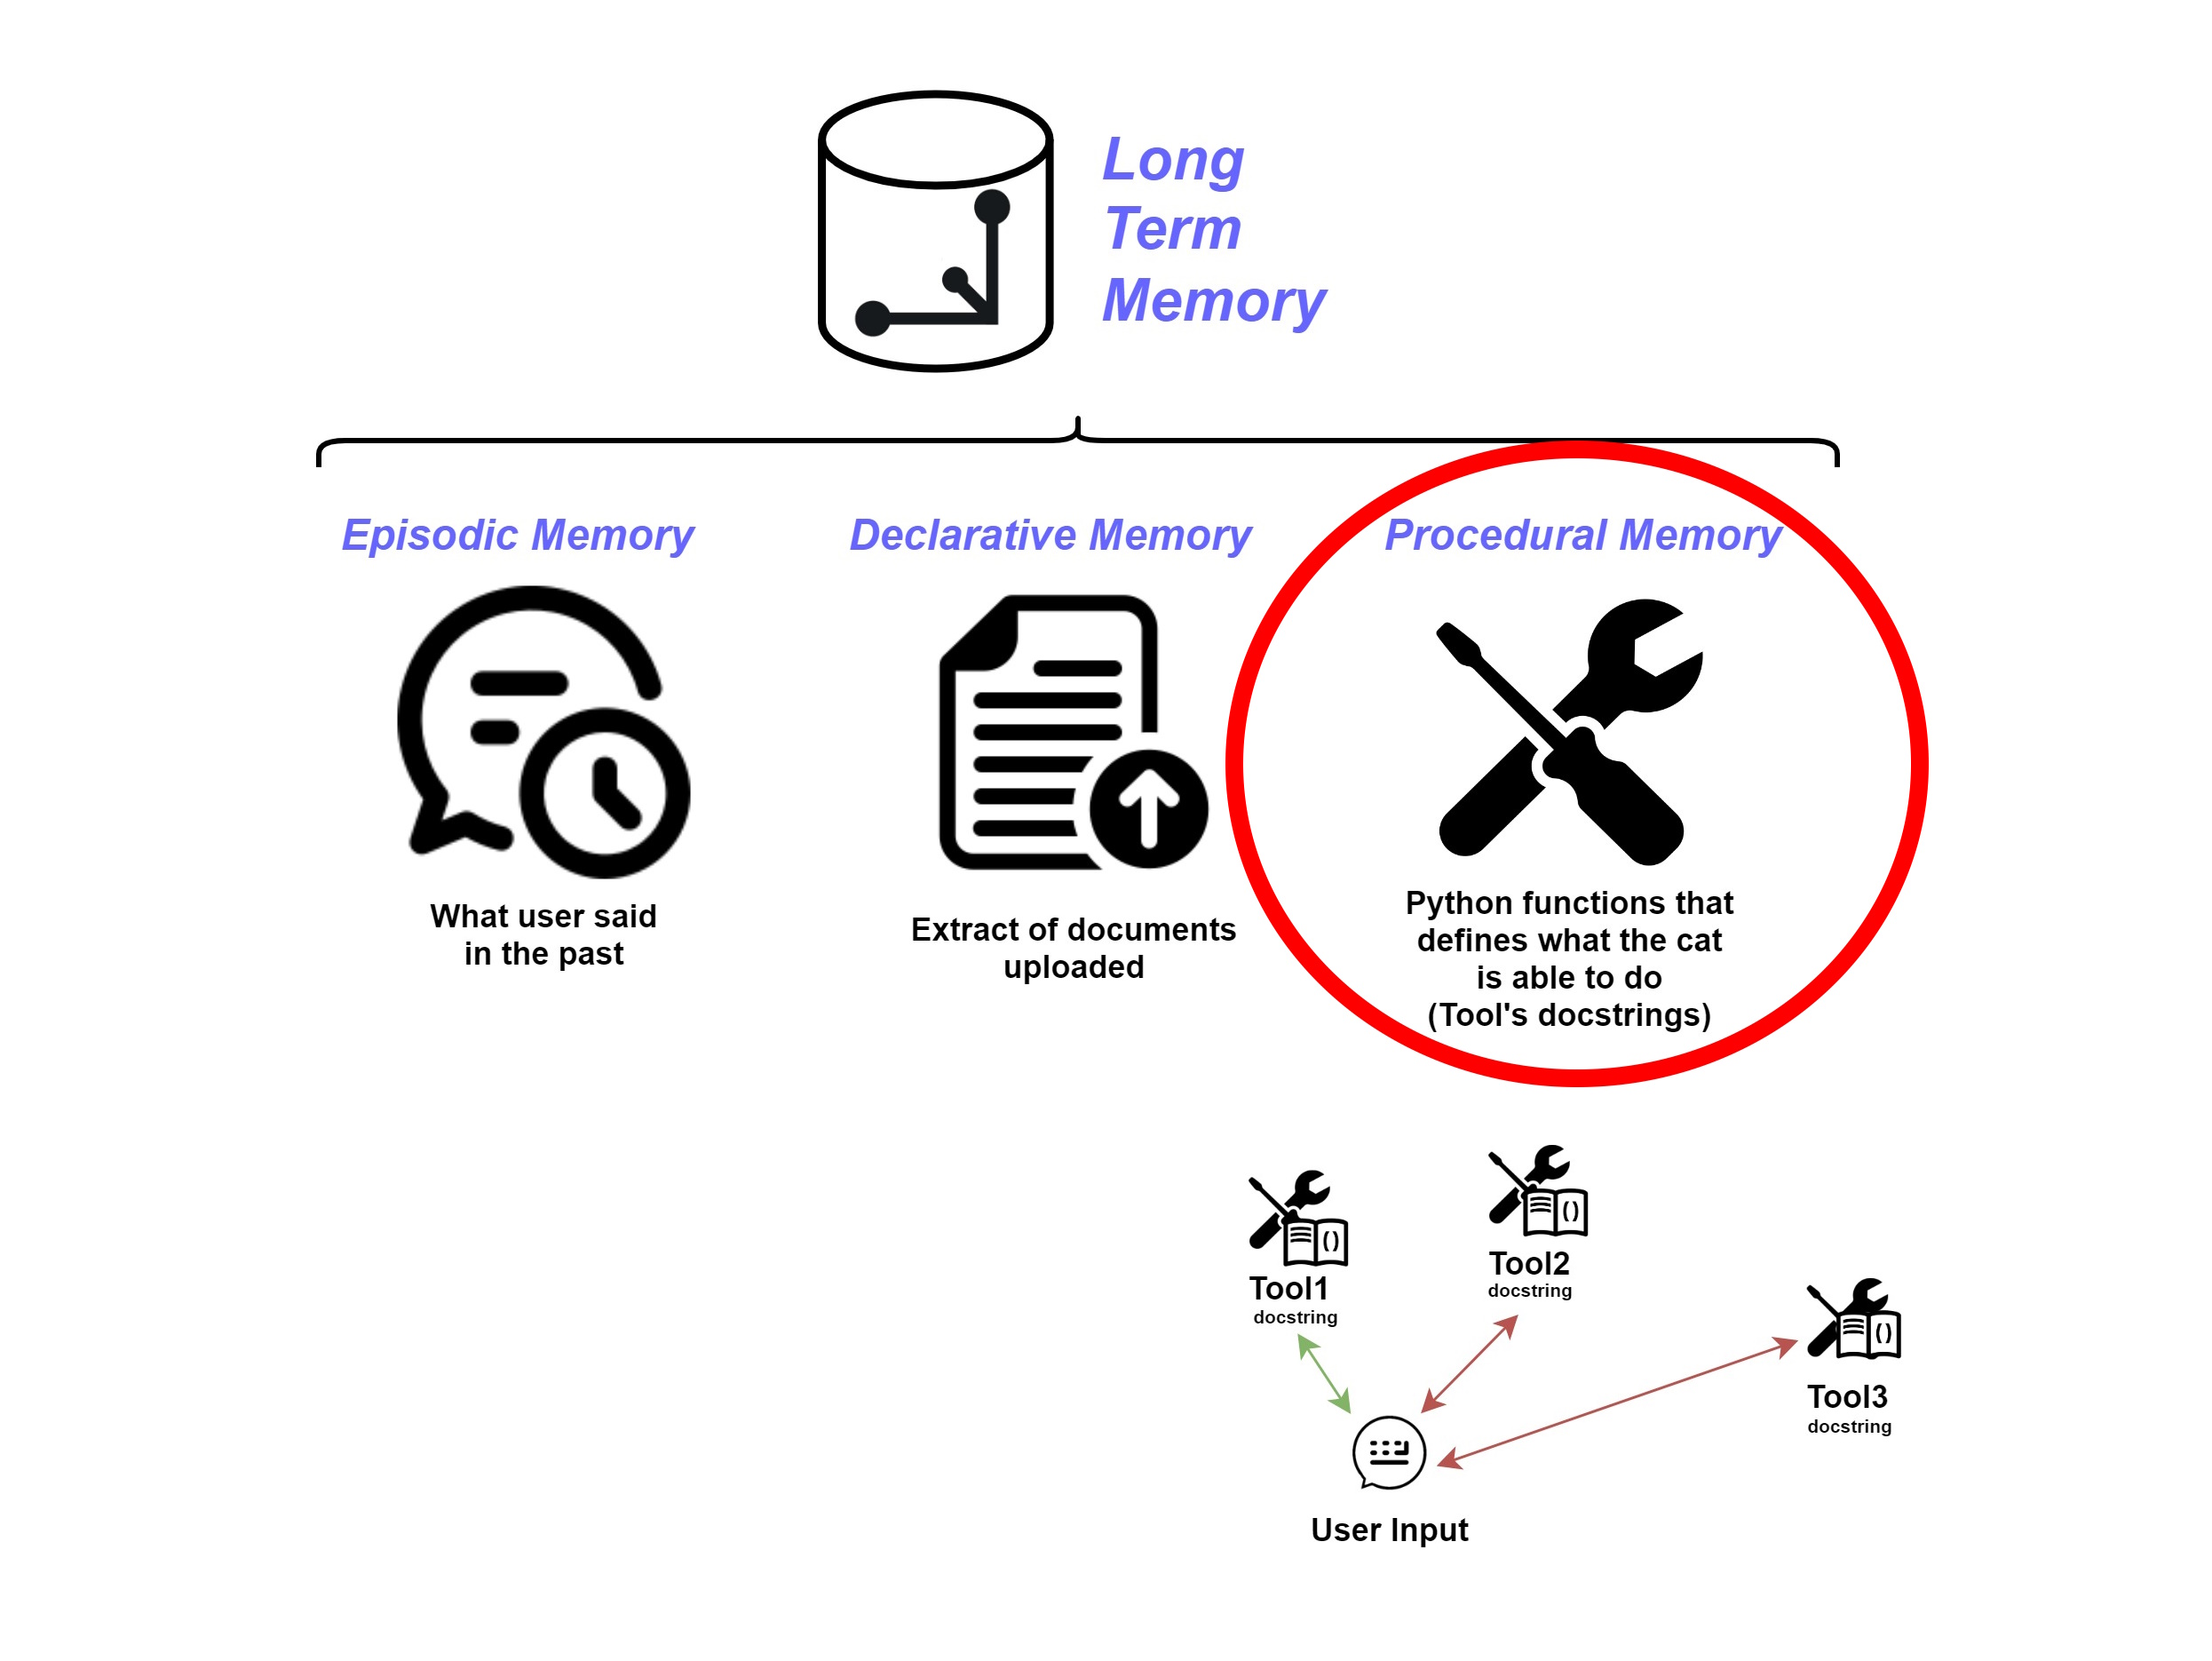 Long
Term
Memory
Episodic Memory
Declarative Memory
Procedural Memory
What user said
in the past
Extract of documents
uploaded
Python functions that
defines what the cat
is able to do
(Tool's docstrings)
()
Tool1
docstring
()
Tool2
docstring
()
Tool3
docstring
User Input